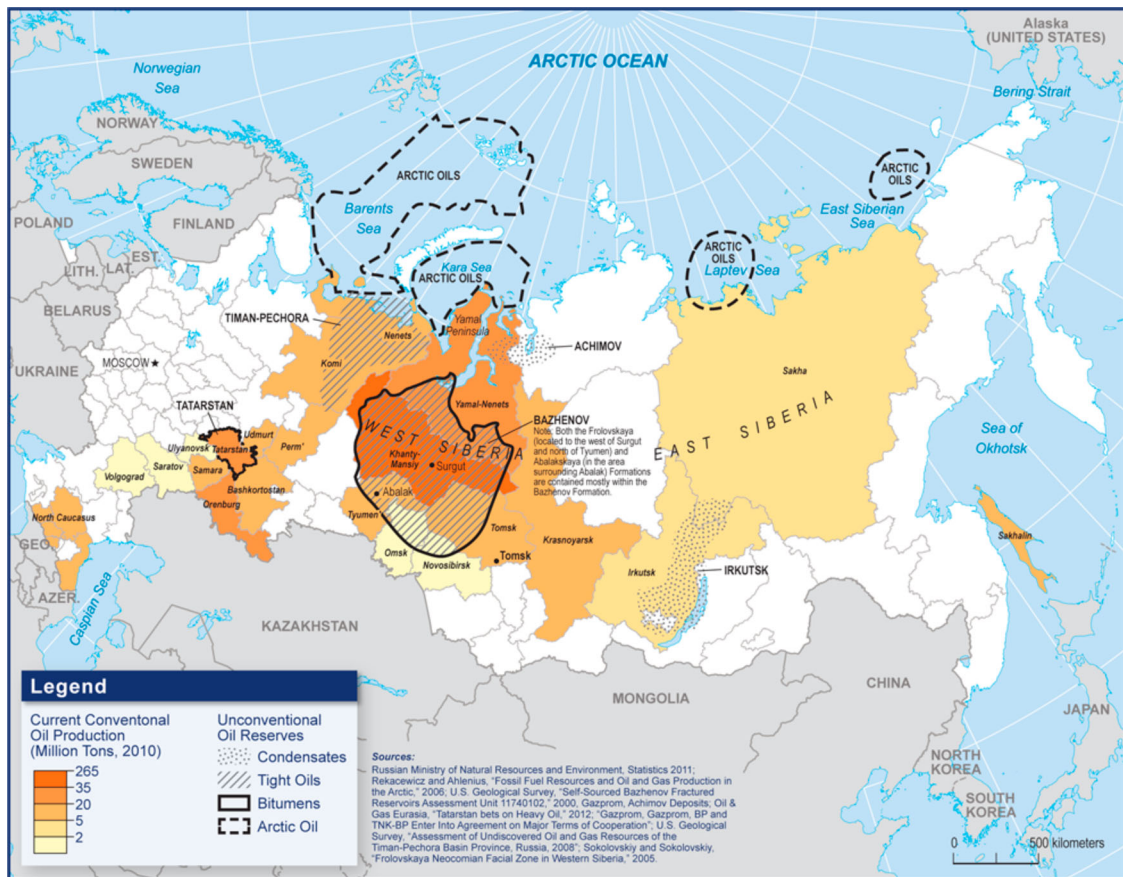 Alaska
(UNITED STATES)
ARCTIC OCEAN
Norwegian
Sea
Bering Strait
NORWAY
SWEDEN
FINLAND
POLAND
ARCTIC OILS
ARCTIC
OILS
Barents
Sea
East Siberian
Sea
EST.
LAT.
LITH.
ARCTIC
OILS
Laptev Sea
Kara Sea
ARCTIC OILS
BELARUS
TIMAN-PECHORA
Nenets
Yamal
Peninsula
ACHIMOV
UKRAINE
MOSCOW
Komi
Sakha
TATARSTAN
Yamal-Nenets
BAZHENOV
Note: Both the Frolovskaya
(located to the west of Surgut
and north of Tyumen) and
Abalakskaya (in the area
surrounding Abalak) Formations
are contained mostly within the
Bazhenov Formation.
WEST SIBERIA
EAST SIBERIA
Sea of
Okhotsk
Ulyanovsk
Tatarstan
Udmurt
Perm'
Khanty-
Mansiy
Surgut
Volgograd
Saratov
Samara
Bashkortostan
Orenburg
Abalak
Tyumen'
Tomsk
North Caucasus
Omsk
Novosibirsk
Tomsk
Krasnoyarsk
Irkutsk
IRKUTSK
Sakhalin
GEO.
AZER.
Caspian Sea
KAZAKHSTAN
MONGOLIA
CHINA
JAPAN
NORTH
KOREA
SOUTH
KOREA
Legend
Current Conventonal
Oil Production
(Million Tons, 2010)
265
35
20
5
2
Unconventional
Oil Reserves
Condensates
Tight Oils
Bitumens
Arctic Oil
Sources:
Russian Ministry of Natural Resources and Environment, Statistics 2011;
Rekacewicz and Ahlenius, "Fossil Fuel Resources and Oil and Gas Production in
the Arctic," 2006; U.S. Geological Survey, "Self-Sourced Bazhenov Fractured
Reservoirs Assessment Unit 11740102," 2000, Gazprom, Achimov Deposits; Oil &
Gas Eurasia, "Tatarstan bets on Heavy Oil," 2012; "Gazprom, Gazprom, BP and
TNK-BP Enter Into Agreement on Major Terms of Cooperation"; U.S. Geological
Survey, "Assessment of Undiscovered Oil and Gas Resources of the
Timan-Pechora Basin Province, Russia, 2008"; Sokolovskiy and Sokolovskiy,
"Frolovskaya Neocomian Facial Zone in Western Siberia," 2005.
0 500 kilometers